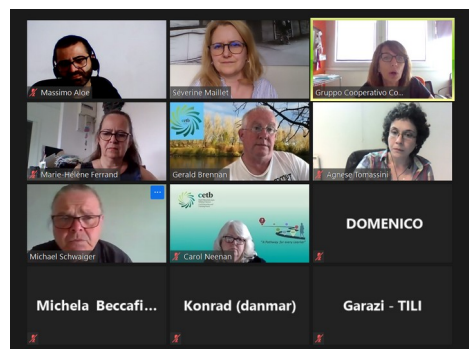 Massimo Aloe
Séverine Maillet
Gruppo Cooperativo Co...
Marie-Hélène Ferrand
Gerald Brennan
Agnese Tomassini
Michael Schwaiger
cetb
Carol Neenan
DOMENICO
Michela Beccafi...
Konrad (danmar)
Garazi - TILI